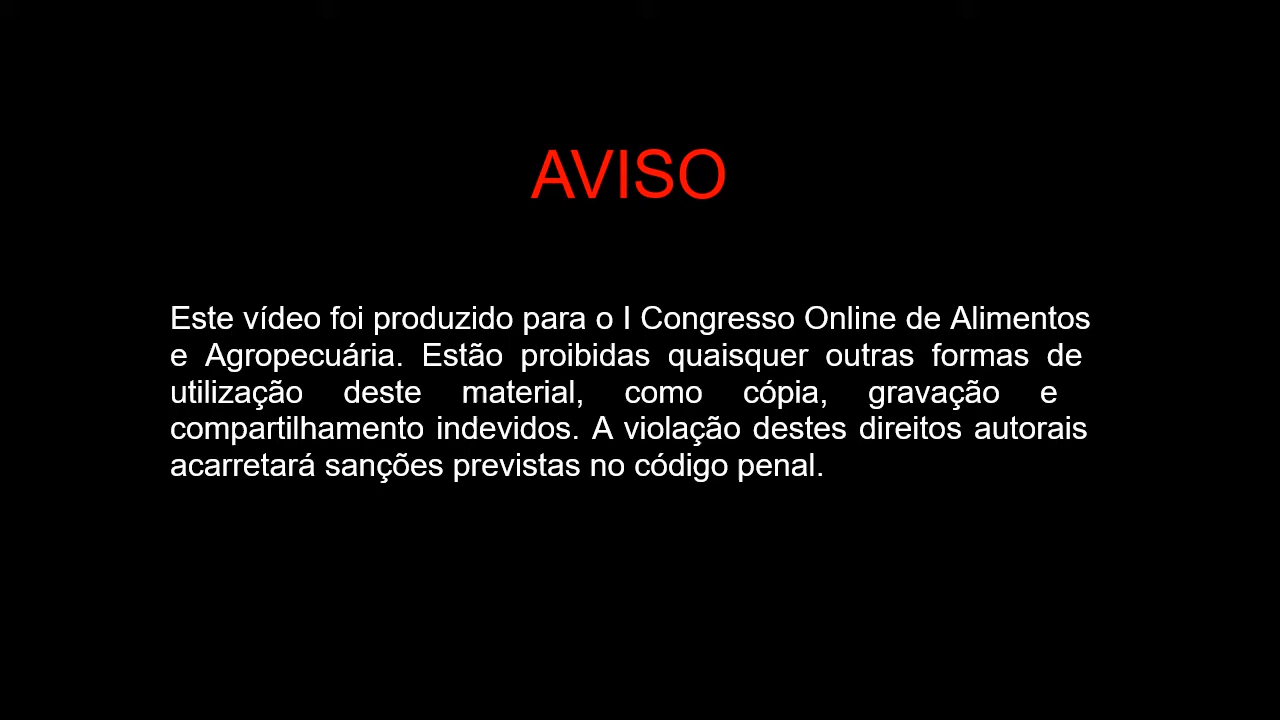 AVISO
Este vídeo foi produzido para o I Congresso Online de Alimentos
e Agropecuária. Estão proibidas quaisquer outras formas de
utilização deste material, como cópia, gravação e
compartilhamento indevidos. A violação destes direitos autorais
acarretará sanções previstas no código penal.